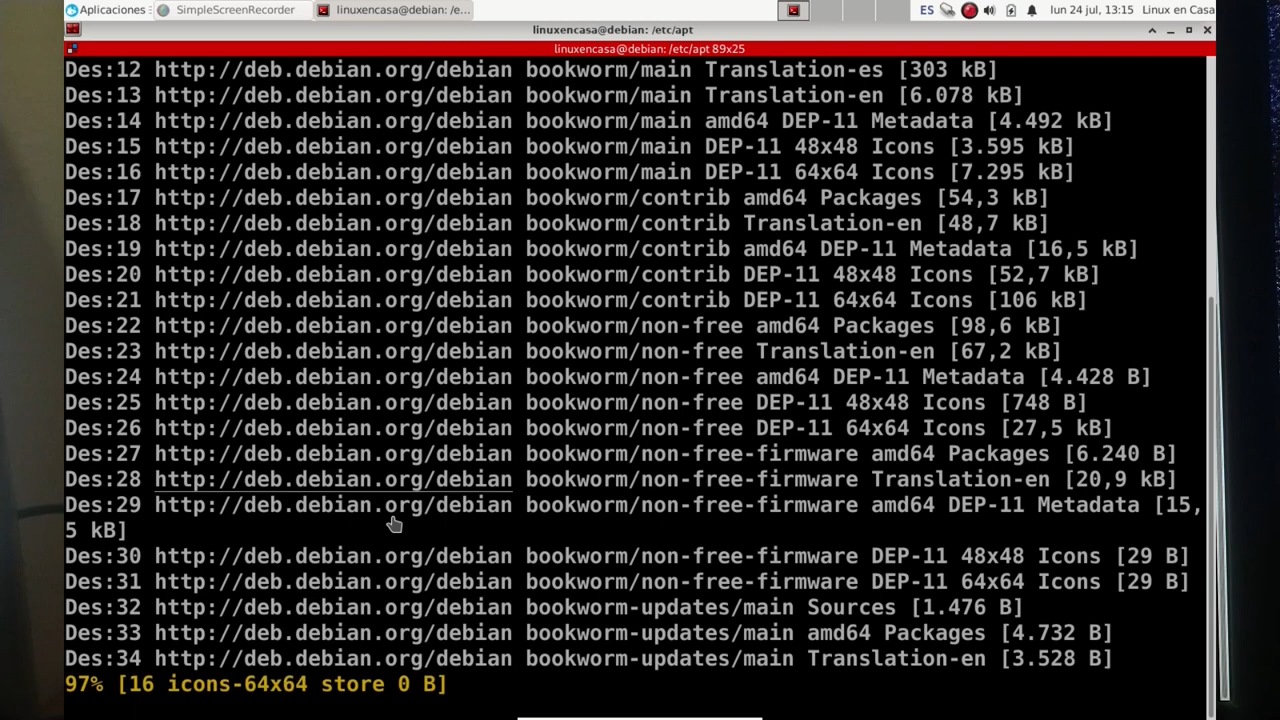 Aplicaciones
SimpleScreenRecorder
linuxencasa@debian: /e...
ES
lun 24 jul, 13:15
Linux en Casa
linuxencasa@debian: /etc/apt
linuxencasa@debian: /etc/apt 89x25
Des:12 http://deb.debian.org/debian bookworm/main Translation-es [303 kB]
Des:13 http://deb.debian.org/debian bookworm/main Translation-en [6.078 kB]
Des:14 http://deb.debian.org/debian bookworm/main amd64 DEP-11 Metadata [4.492 kB]
Des:15 http://deb.debian.org/debian bookworm/main DEP-11 48x48 Icons [3.595 kB]
Des:16 http://deb.debian.org/debian bookworm/main DEP-11 64x64 Icons [7.295 kB]
Des:17 http://deb.debian.org/debian bookworm/contrib amd64 Packages [54,3 kB]
Des:18 http://deb.debian.org/debian bookworm/contrib Translation-en [48,7 kB]
Des:19 http://deb.debian.org/debian bookworm/contrib amd64 DEP-11 Metadata [16,5 kB]
Des:20 http://deb.debian.org/debian bookworm/contrib DEP-11 48x48 Icons [52,7 kB]
Des:21 http://deb.debian.org/debian bookworm/contrib DEP-11 64x64 Icons [106 kB]
Des:22 http://deb.debian.org/debian bookworm/non-free amd64 Packages [98,6 kB]
Des:23 http://deb.debian.org/debian bookworm/non-free Translation-en [67,2 kB]
Des:24 http://deb.debian.org/debian bookworm/non-free amd64 DEP-11 Metadata [4.428 B]
Des:25 http://deb.debian.org/debian bookworm/non-free DEP-11 48x48 Icons [748 B]
Des:26 http://deb.debian.org/debian bookworm/non-free DEP-11 64x64 Icons [27,5 kB]
Des:27 http://deb.debian.org/debian bookworm/non-free-firmware amd64 Packages [6.240 B]
Des:28 http://deb.debian.org/debian bookworm/non-free-firmware Translation-en [20,9 kB]
Des:29 http://deb.debian.org/debian bookworm/non-free-firmware amd64 DEP-11 Metadata [15,
5 kB]
Des:30 http://deb.debian.org/debian bookworm/non-free-firmware DEP-11 48x48 Icons [29 B]
Des:31 http://deb.debian.org/debian bookworm/non-free-firmware DEP-11 64x64 Icons [29 B]
Des:32 http://deb.debian.org/debian bookworm-updates/main Sources [1.476 B]
Des:33 http://deb.debian.org/debian bookworm-updates/main amd64 Packages [4.732 B]
Des:34 http://deb.debian.org/debian bookworm-updates/main Translation-en [3.528 B]
97% [16 icons-64x64 store 0 B]